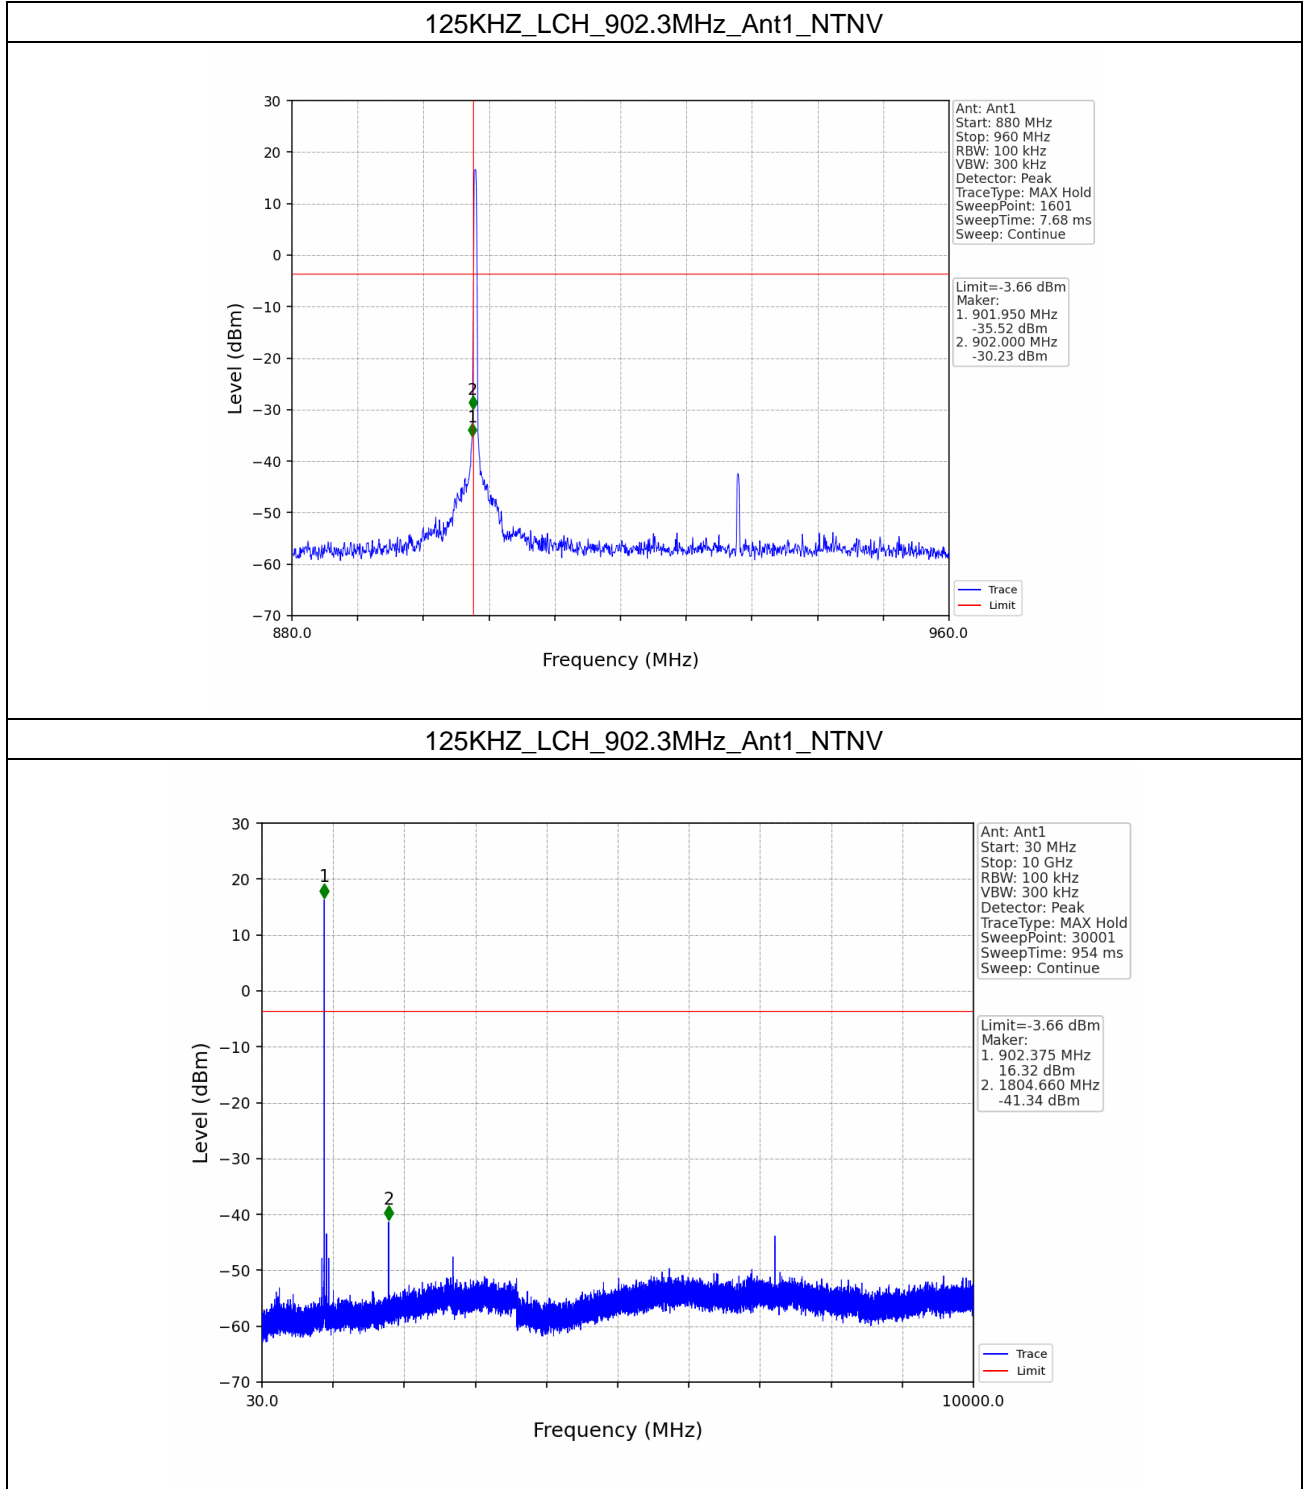 125KHZ_LCH_902.3MHz_Ant1_NTNV
30
20
10
0
−10
−20
−30
−40
−50
−60
−70
Level (dBm)
2
1
880.0
960.0
Frequency (MHz)
Ant: Ant1
Start: 880 MHz
Stop: 960 MHz
RBW: 100 kHz
VBW: 300 kHz
Detector: Peak
TraceType: MAX Hold
SweepPoint: 1601
SweepTime: 7.68 ms
Sweep: Continue
Limit=-3.66 dBm
Maker:
1. 901.950 MHz
-35.52 dBm
2. 902.000 MHz
-30.23 dBm
Trace
Limit
125KHZ_LCH_902.3MHz_Ant1_NTNV
30
20
10
0
−10
−20
−30
−40
−50
−60
−70
Level (dBm)
1
2
30.0
10000.0
Frequency (MHz)
Ant: Ant1
Start: 30 MHz
Stop: 10 GHz
RBW: 100 kHz
VBW: 300 kHz
Detector: Peak
TraceType: MAX Hold
SweepPoint: 30001
SweepTime: 954 ms
Sweep: Continue
Limit=-3.66 dBm
Maker:
1. 902.375 MHz
16.32 dBm
2. 1804.660 MHz
-41.34 dBm
Trace
Limit